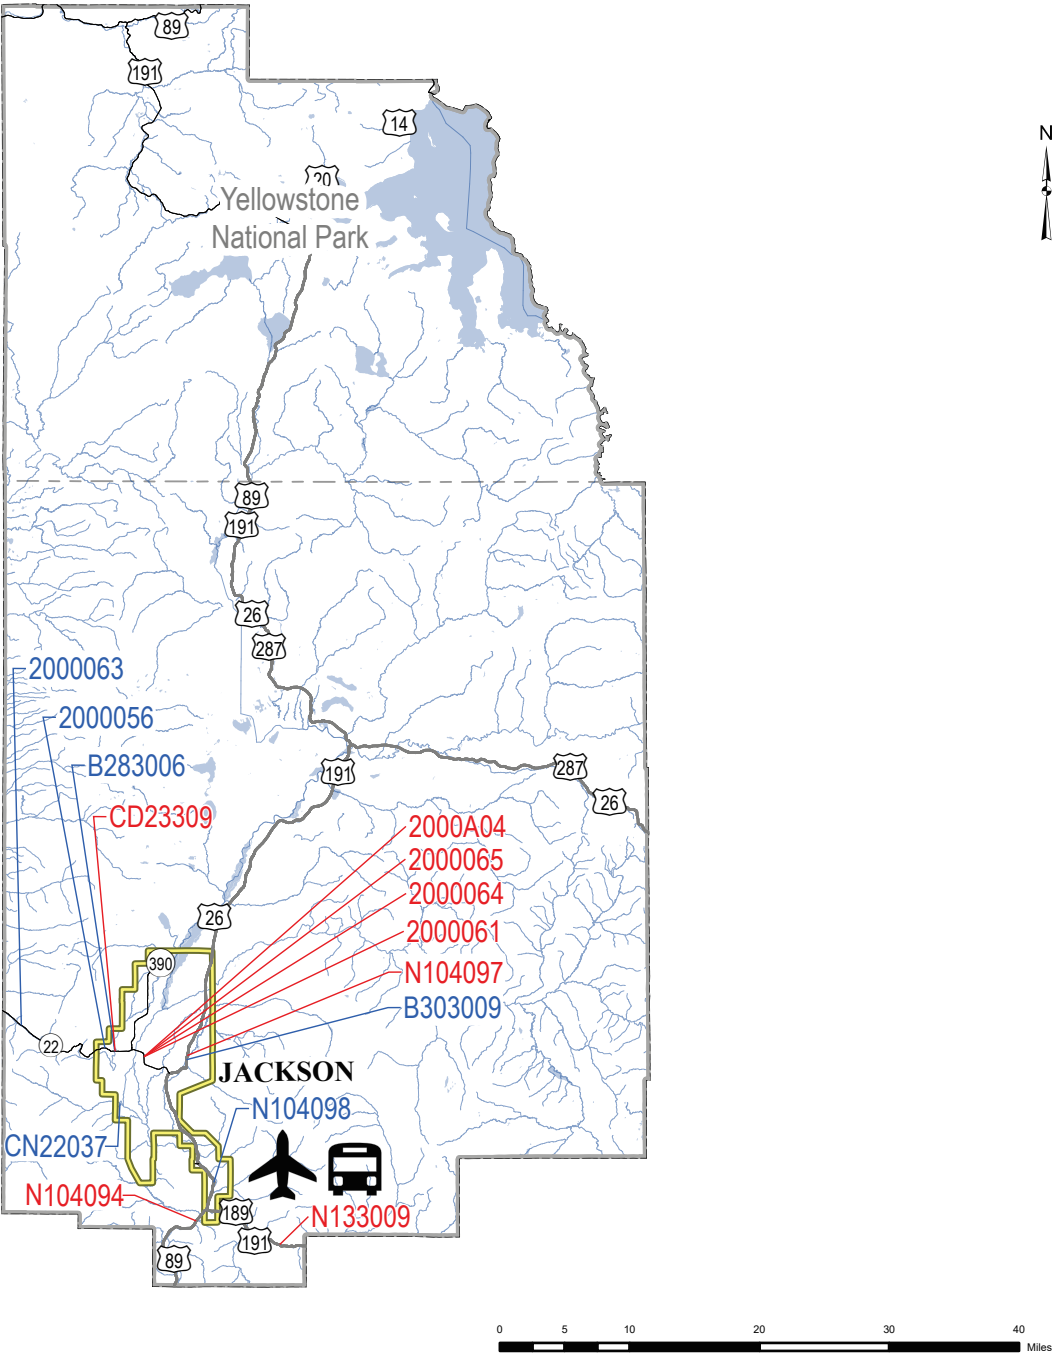 89
191
14
N
20
Yellowstone
National Park
89
191
26
287
2000063
2000056
B283006
191
287
26
CD23309
2000A04
2000065
2000064
26
2000061
390
N104097
B303009
22
JACKSON
N104098
CN22037
N104094
189
N133009
191
89
0 5 10 20 30 40
Miles